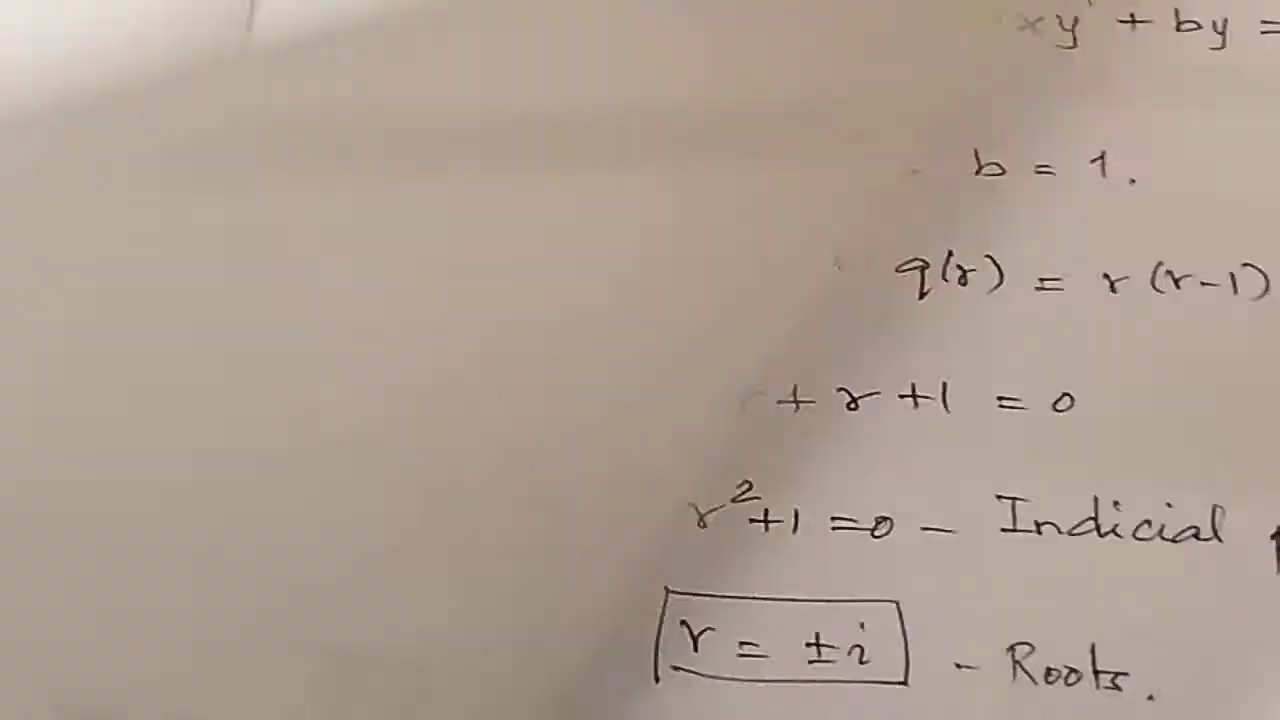 xy' + by =
b = 1.
q(r) = r(r-1)
+ r + 1 = 0
r²+1 = 0 – Indicial
r = ±i – Roots.